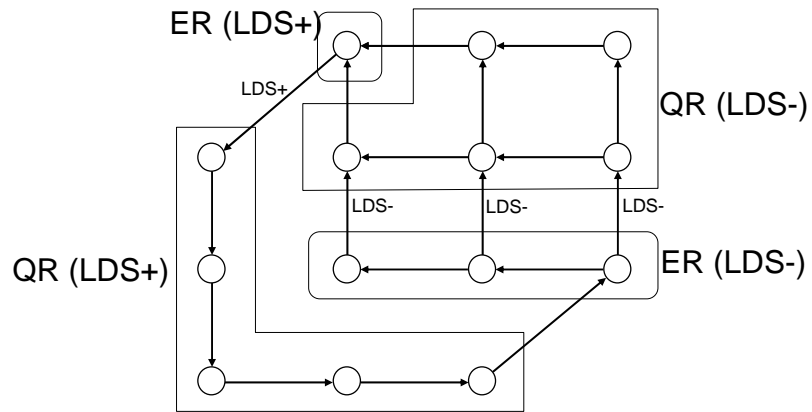 ER (LDS+)
LDS+
QR (LDS-)
LDS-
LDS-
LDS-
QR (LDS+)
ER (LDS-)